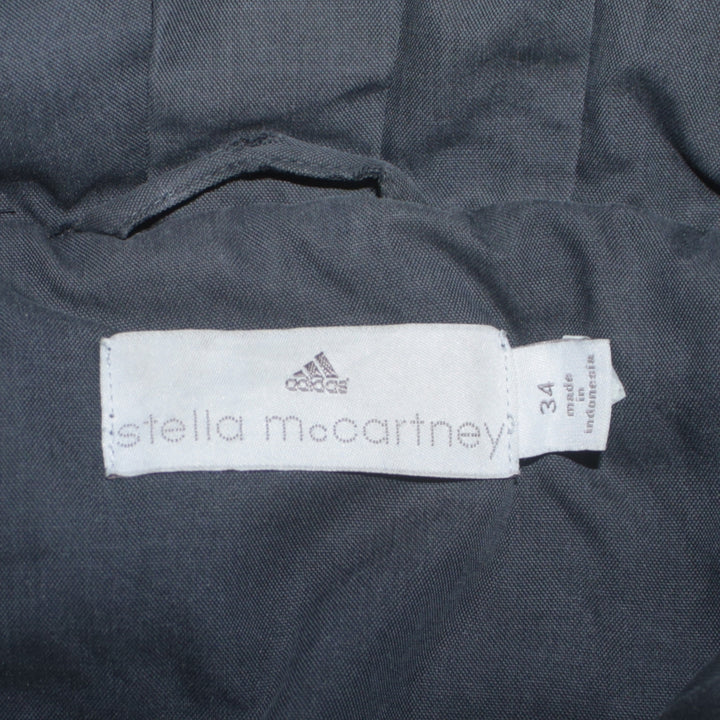 adidas
stella mccartney
34
made
in
indonesia